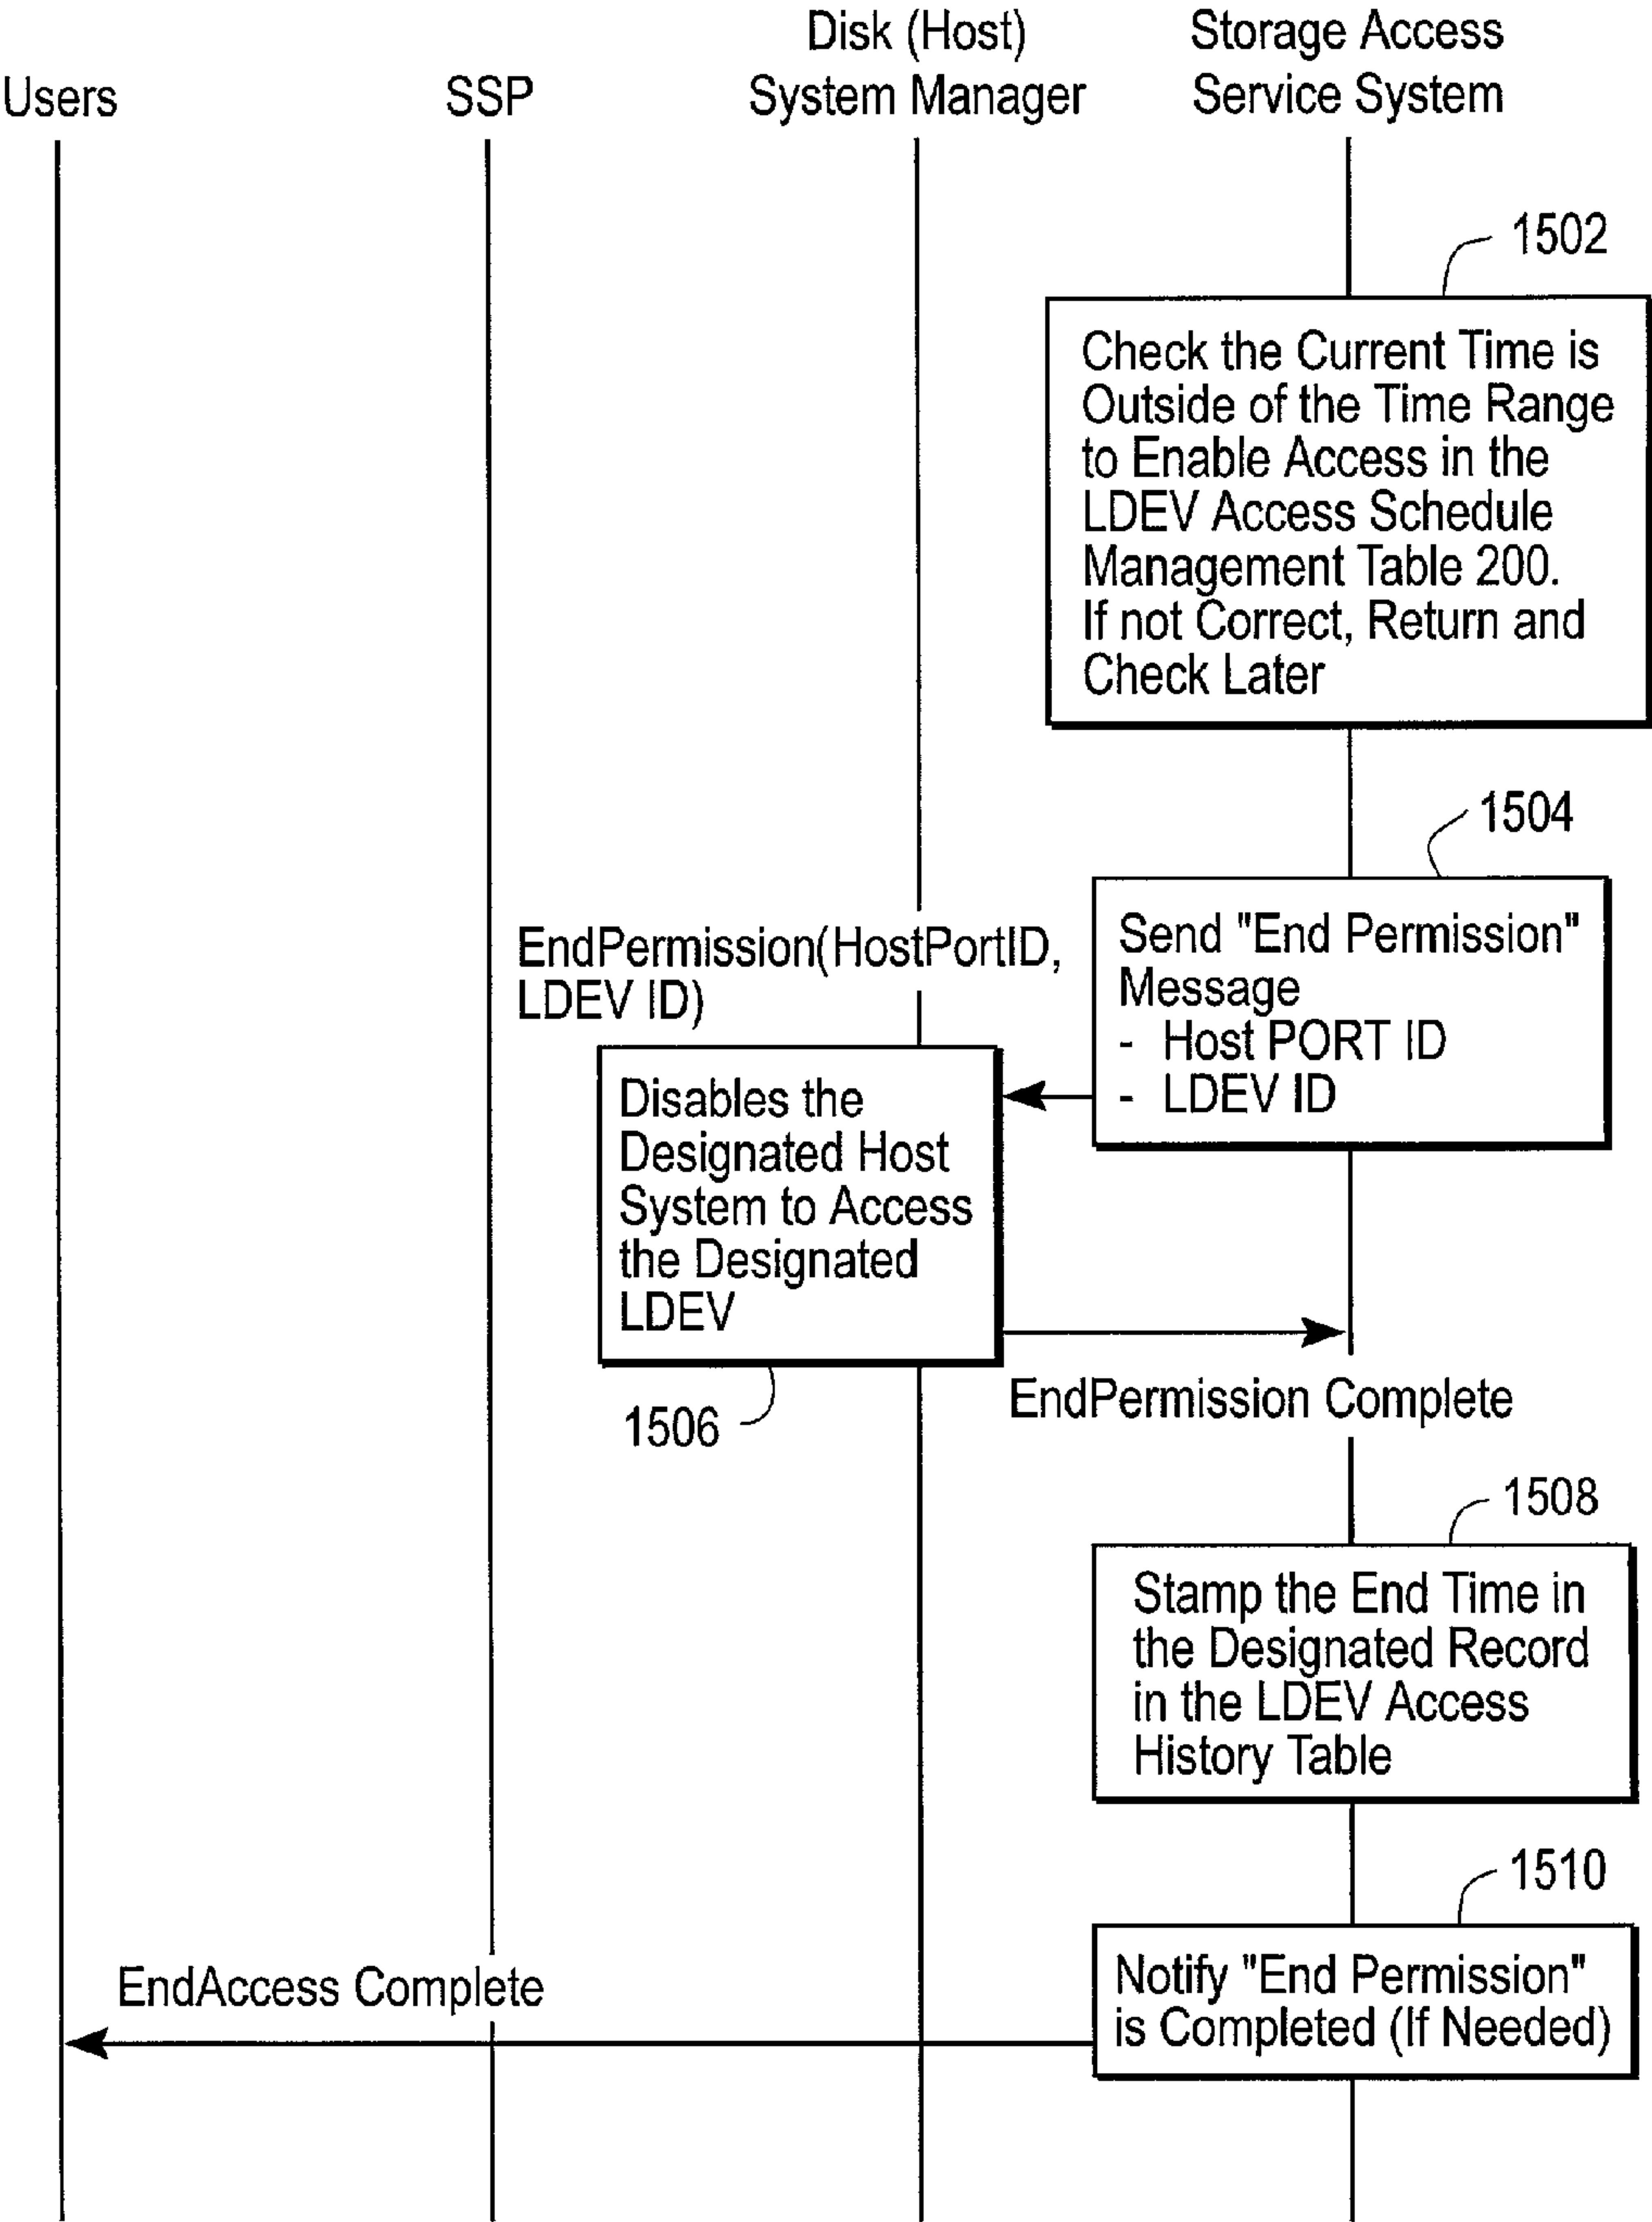 Users
SSP
Disk (Host)
System Manager
Storage Access
Service System
1502
Check the Current Time is
Outside of the Time Range
to Enable Access in the
LDEV Access Schedule
Management Table 200.
If not Correct, Return and
Check Later
1504
Send "End Permission"
Message
- Host PORT ID
- LDEV ID
EndPermission(HostPortID,
LDEV ID)
Disables the
Designated Host
System to Access
the Designated
LDEV
1506
EndPermission Complete
1508
Stamp the End Time in
the Designated Record
in the LDEV Access
History Table
1510
Notify "End Permission"
is Completed (If Needed)
EndAccess Complete